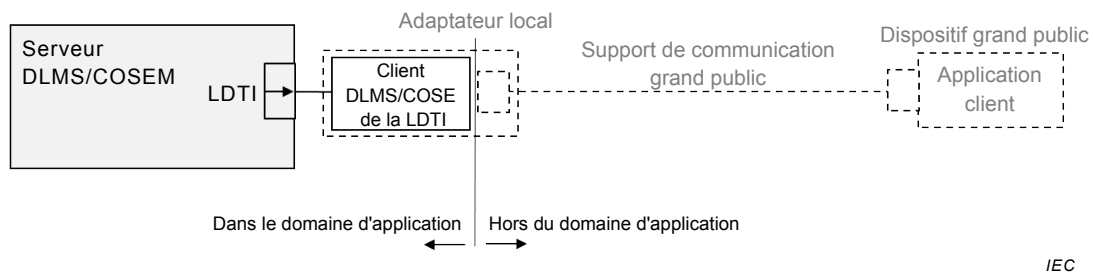 Adaptateur local
Serveur
DLMS/COSEM
LDTI
Client
DLMS/COSE
de la LDTI
Support de communication
grand public
Dispositif grand public
Application
client
Dans le domaine d'application
Hors du domaine d'application
IEC